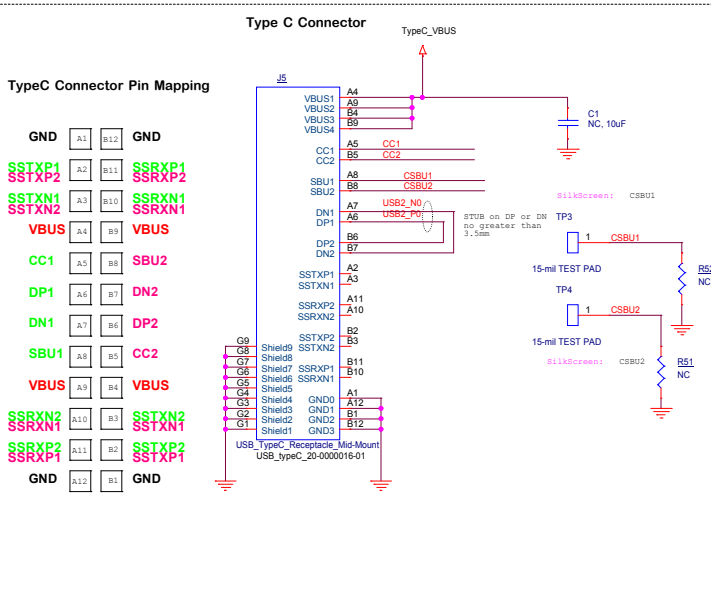 Type C Connector
TypeC_VBUS
TypeC Connector Pin Mapping
GND A1 B12 GND
SSTXP1 SSTXP2 A2 B11 SSRXP1 SSRXP2
SSTXN1 SSTXN2 A3 B10 SSRXN1 SSRXN1
VBUS A4 B9 VBUS
CC1 A5 B8 SBU2
DP1 A6 B7 DN2
DN1 A7 B6 DP2
SBU1 A8 B5 CC2
VBUS A9 B4 VBUS
SSRXN2 SSRXN1 A10 B3 SSTXN2 SSTXN1
SSRXP2 SSRXP1 A11 B2 SSTXP2 SSTXP1
GND A12 B1 GND
J5
VBUS1 A4
VBUS2 A9
VBUS3 B4
VBUS4 B9
CC1 A5 CC1
CC2 B5 CC2
SBU1 A8 CSBU1
SBU2 B8 CSBU2
DN1 A7 USB2_N0
DP1 A6 USB2_P0
DP2 B6
DN2 B7
SSTXP1 A2
SSTXN1 A3
SSRXP2 A11
SSRXN2 A10
SSTXP2 B2
SSTXN2 B3
SSRXP1 B11
SSRXN1 B10
GND0 A1
GND1 A12
GND2 B1
GND3 B12
G9 Shield9
G8 Shield8
G7 Shield7
G6 Shield6
G5 Shield5
G4 Shield4
G3 Shield3
G2 Shield2
G1 Shield1
USB_TypeC_Receptacle_Mid-Mount
USB_typeC_20-0000016-01
STUB on DP or DN
no greater than
3.5mm
C1
NC, 10uF
SilkScreen: CSBU1
TP3
1 CSBU1
15-mil TEST PAD
NC
TP4
1 CSBU2
15-mil TEST PAD
SilkScreen: CSBU2
R51
NC